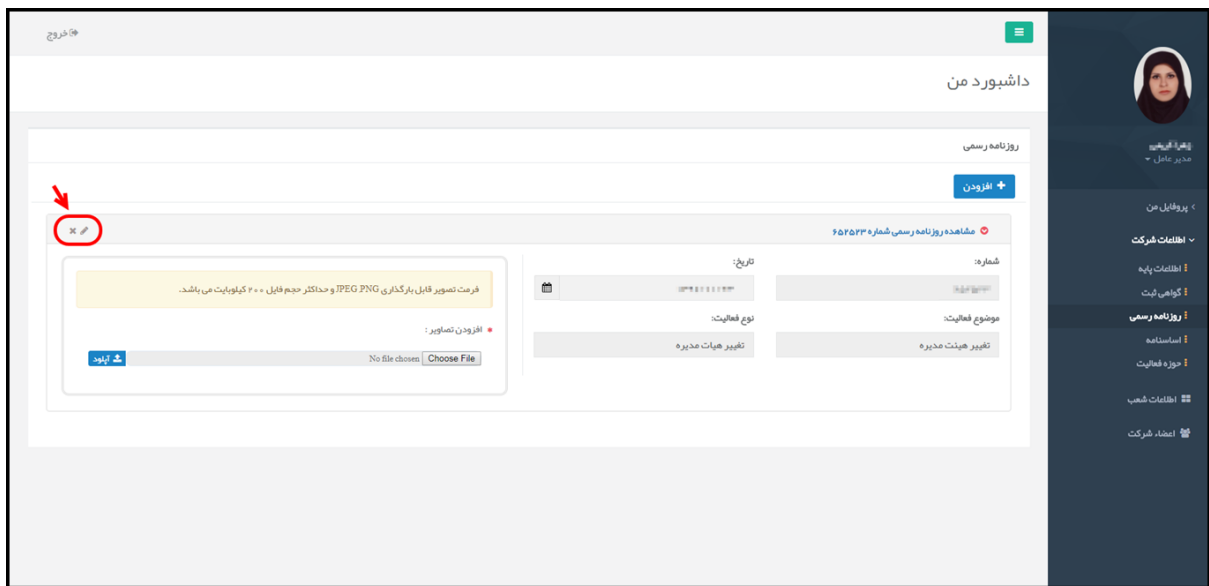 خروج
داشبورد من
روزنامه رسمی
+ افزودن
مشاهده روزنامه رسمی شماره ۶۵۲۵۲۳
شماره:
تاریخ:
موضوع فعالیت:
نوع فعالیت:
تغییر هیئت مدیره
تغییر هیات مدیره
فرمت تصویر قابل بارگذاری JPEG ,PNG و حداکثر حجم فایل ۲۰۰ کیلوبایت می باشد.
* افزودن تصاویر :
Choose File No file chosen
آپلود
مدیر عامل
پروفایل من
اطلاعات شرکت
اطلاعات پایه
گواهی ثبت
روزنامه رسمی
اساسنامه
حوزه فعالیت
اطلاعات شعب
اعضاء شرکت